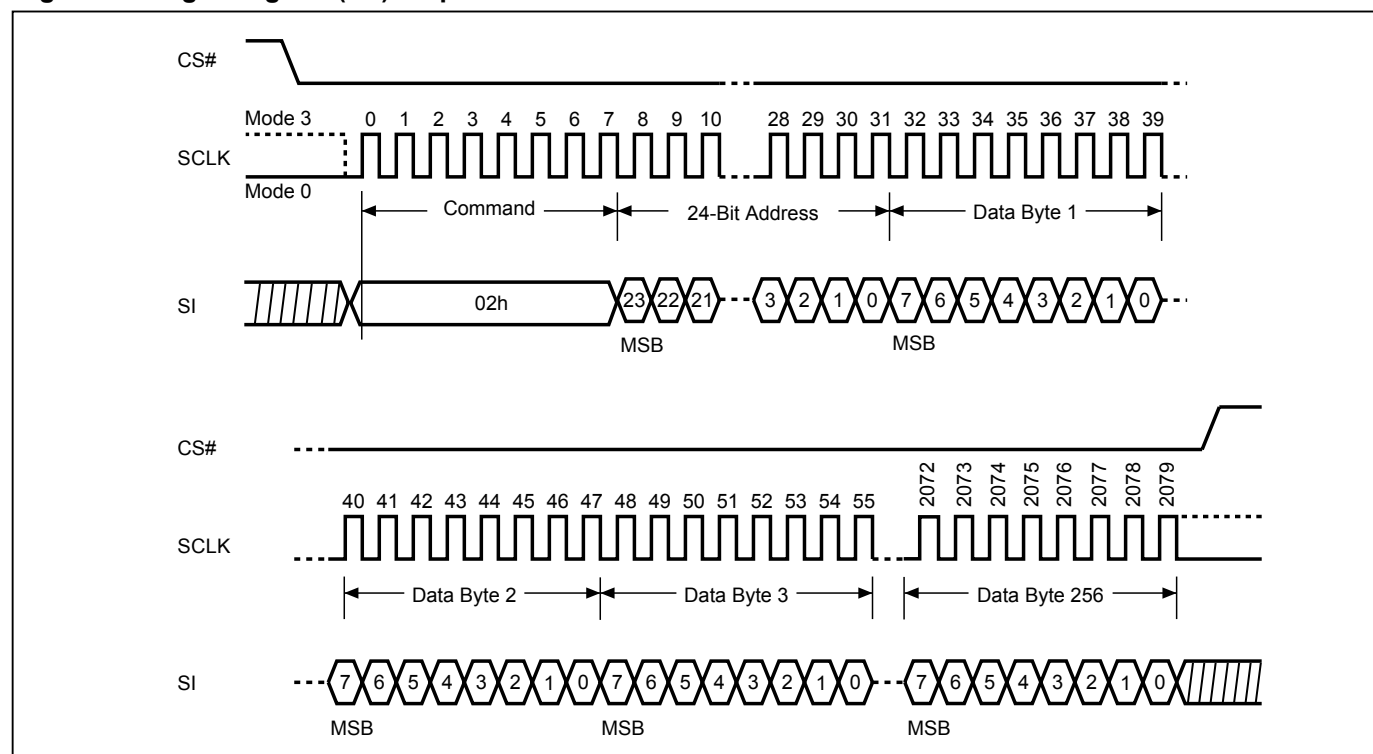 CS#
Mode 3
0 1 2 3 4 5 6 7 8 9 10 28 29 30 31 32 33 34 35 36 37 38 39
SCLK
Mode 0
Command
24-Bit Address
Data Byte 1
SI
02h
23 22 21 3 2 1 0 7 6 5 4 3 2 1 0
MSB
MSB
CS#
40 41 42 43 44 45 46 47 48 49 50 51 52 53 54 55 2072 2073 2074 2075 2076 2077 2078 2079
SCLK
Data Byte 2
Data Byte 3
Data Byte 256
SI
7 6 5 4 3 2 1 0 7 6 5 4 3 2 1 0 7 6 5 4 3 2 1 0
MSB
MSB
MSB